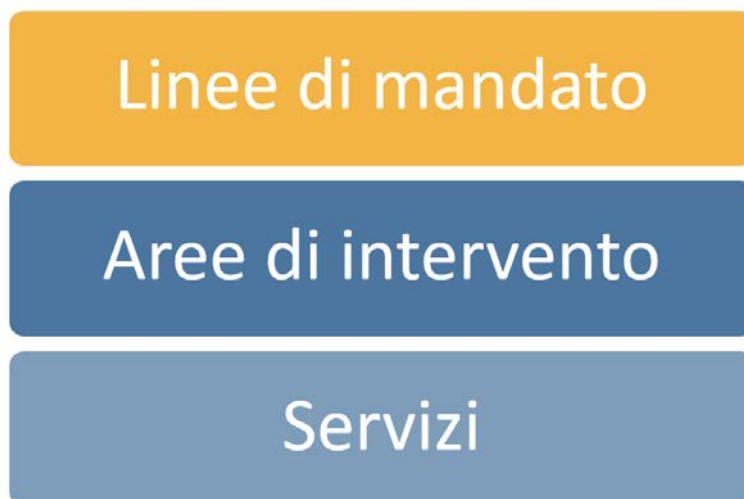 Linee di mandato
Aree di intervento
Servizi